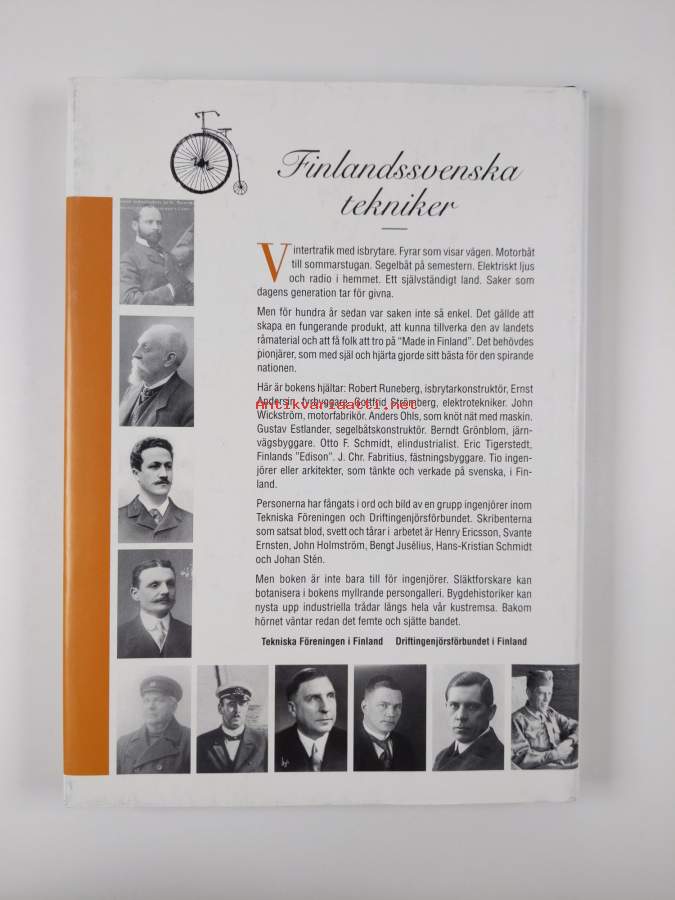 Finlandssvenska
tekniker
Vintertrafik med isbrytare. Fyrar som visar vägen. Motorbåt
till sommarstugan. Segelbåt på semestern. Elektriskt ljus
och radio i hemmet. Ett självständigt land. Saker som
dagens generation tar för givna.
Men för hundra år sedan var saken inte så enkel. Det gällde att
skapa en fungerande produkt, att kunna tillverka den av landets
råmaterial och att få folk att tro på "Made in Finland". Det behövdes
pionjärer, som med själ och hjärta gjorde sitt bästa för den spirande
nationen.
Här är bokens hjältar: Robert Runeberg, isbrytarkonstruktör, Ernst
Andersin, fyrbyggare. Gottfrid Strömberg, elektrotekniker. John
Antikvariaatti.net
Wickström, motorfabrikör. Anders Ohls, som knöt nät med maskin.
Gustav Estlander, segelbåtskonstruktör. Berndt Grönblom, järn-
vägsbyggare. Otto F. Schmidt, elindustrialist. Eric Tigerstedt,
Finlands "Edison". J. Chr. Fabritius, fästningsbyggare. Tio ingen-
jörer eller arkitekter, som tänkte och verkade på svenska, i Fin-
land.
Personerna har fångats i ord och bild av en grupp ingenjörer inom
Tekniska Föreningen och Driftingenjörsförbundet. Skribenterna
som satsat blod, svett och tårar i arbetet är Henry Ericsson, Svante
Ernsten, John Holmström, Bengt Jusélius, Hans-Kristian Schmidt
och Johan Stén.
Men boken är inte bara till för ingenjörer. Släktforskare kan
botanisera i bokens myllrande persongalleri. Bygdehistoriker kan
nysta upp industriella trådar längs hela vår kustremsa. Bakom
hörnet väntar redan det femte och sjätte bandet.
Tekniska Föreningen i Finland Driftingenjörsförbundet i Finland